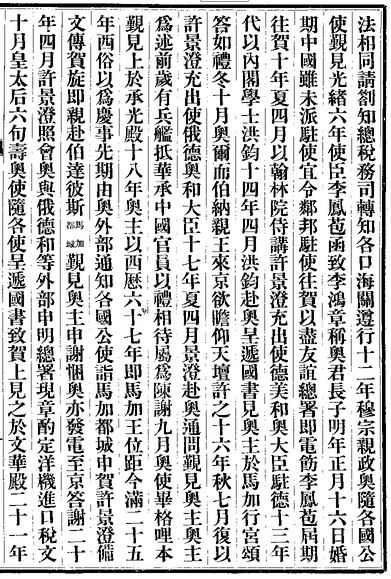 法相同請劄知總稅務司轉知各口海關遵行十二年穆宗親政奧隨各國公
使覲見光緒六年使臣李鳳苞函致李鴻章稱奧君長子明年正月十六日婚
期中國雖未派駐使宜令鄰邦駐使往賀以盡友誼總署即電飭李鳳苞屆期
往賀十年夏四月以翰林院侍講許景澄充出使德美和奧大臣駐德十三年
代以內閣學士洪鈞十四年四月洪鈞赴奧呈遞國書見奧主於馬加行宮頌
答如禮冬十月奧爾而伯納親王來京欲瞻仰天壇許之十六年秋七月復以
許景澄充出使俄德奧和大臣十七年夏四月景澄赴奧通問覲見奧主奧主
為述前歲有兵艦抵華承中國官員以禮相待屬為陳謝九月奧使畢格哩本
覲見上於承光殿十八年奧主以西曆六十七年即馬加王位距今滿二十五
年西俗以為慶事先期由奧外部通知各國公使詣馬加都城申賀許景澄備
文傳賀旋即親赴伯達彼斯馬加都城覲見奧主申謝悃奧亦發電至京答謝二十
年四月許景澄照會奧與俄德和等外部申明總署現章酌定洋機進口稅文
十月皇太后六旬壽奧使隨各使呈遞國書致賀上見之於文華殿二十一年